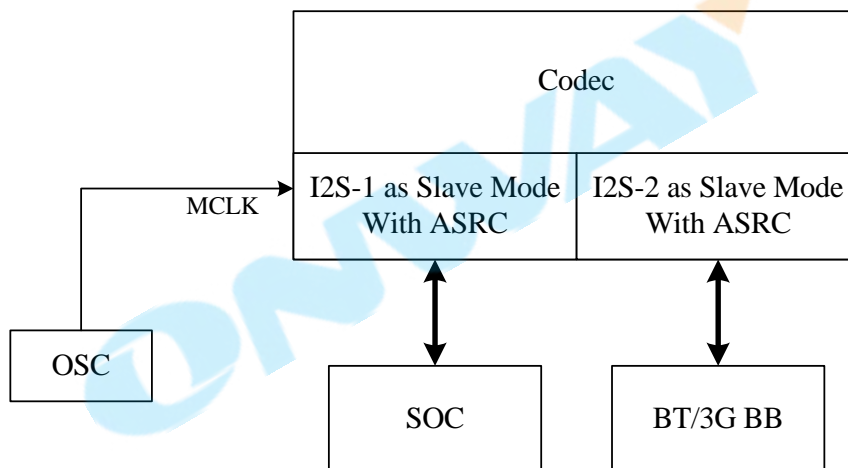 Codec
I2S-1 as Slave Mode
With ASRC
I2S-2 as Slave Mode
With ASRC
MCLK
OSC
SOC
BT/3G BB
ONWAY